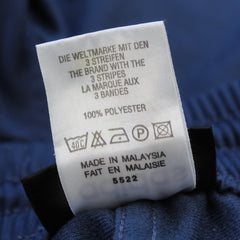 DIE WELTMARKE MIT DEN
3 STREIFEN
THE BRAND WITH THE
3 STRIPES
LA MARQUE AUX
3 BANDES
100% POLYESTER
40°C
MADE IN MALAYSIA
FAIT EN MALAISIE
5522